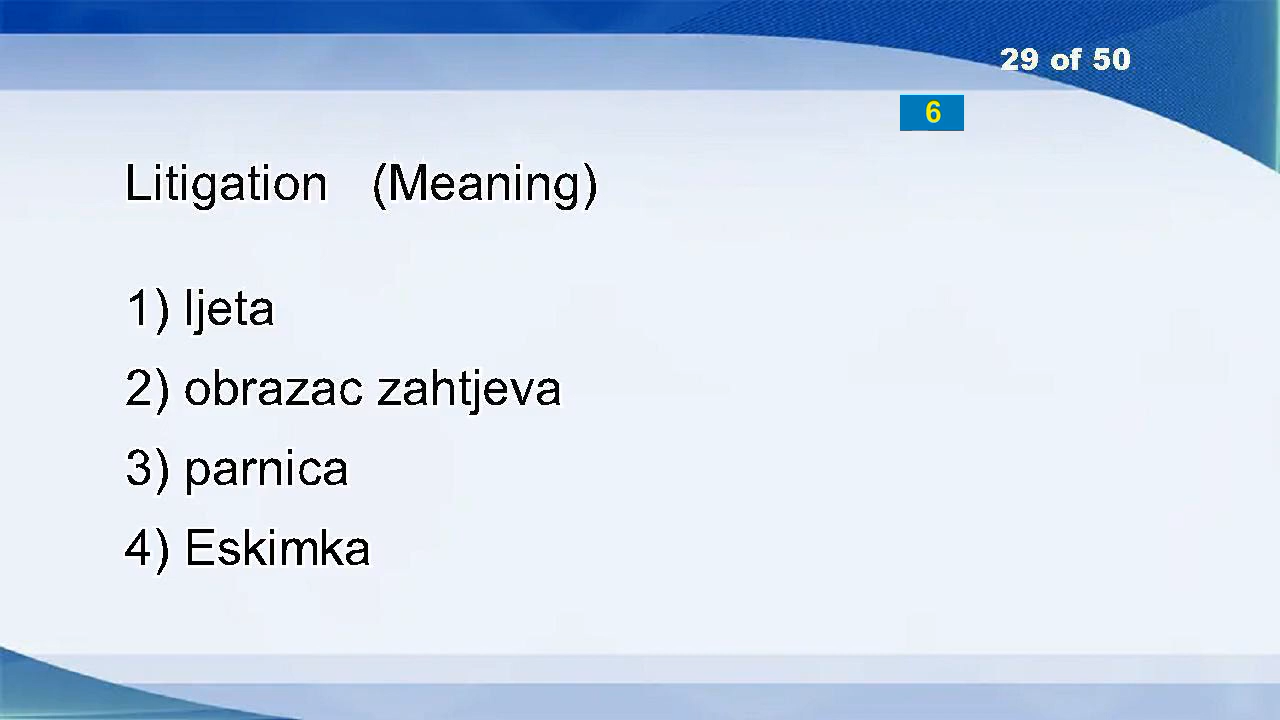 29 of 50
6
Litigation (Meaning)
1) ljeta
2) obrazac zahtjeva
3) parnica
4) Eskimka